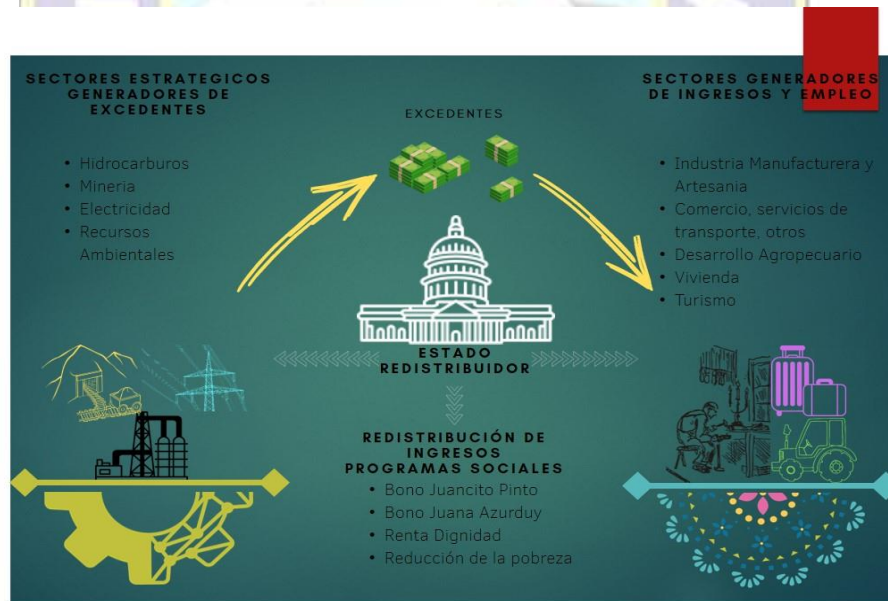 SECTORES ESTRATEGICOS
GENERADORES DE
EXCEDENTES
• Hidrocarburos
• Mineria
• Electricidad
• Recursos
Ambientales
EXCEDENTES
SECTORES GENERADORES
DE INGRESOS Y EMPLEO
• Industria Manufacturera y
Artesania
• Comercio, servicios de
transporte, otros
• Desarrollo Agropecuario
• Vivienda
• Turismo
ESTADO
REDISTRIBUIDOR
REDISTRIBUCIÓN DE
INGRESOS
PROGRAMAS SOCIALES
• Bono Juancito Pinto
• Bono Juana Azurduy
• Renta Dignidad
• Reducción de la pobreza